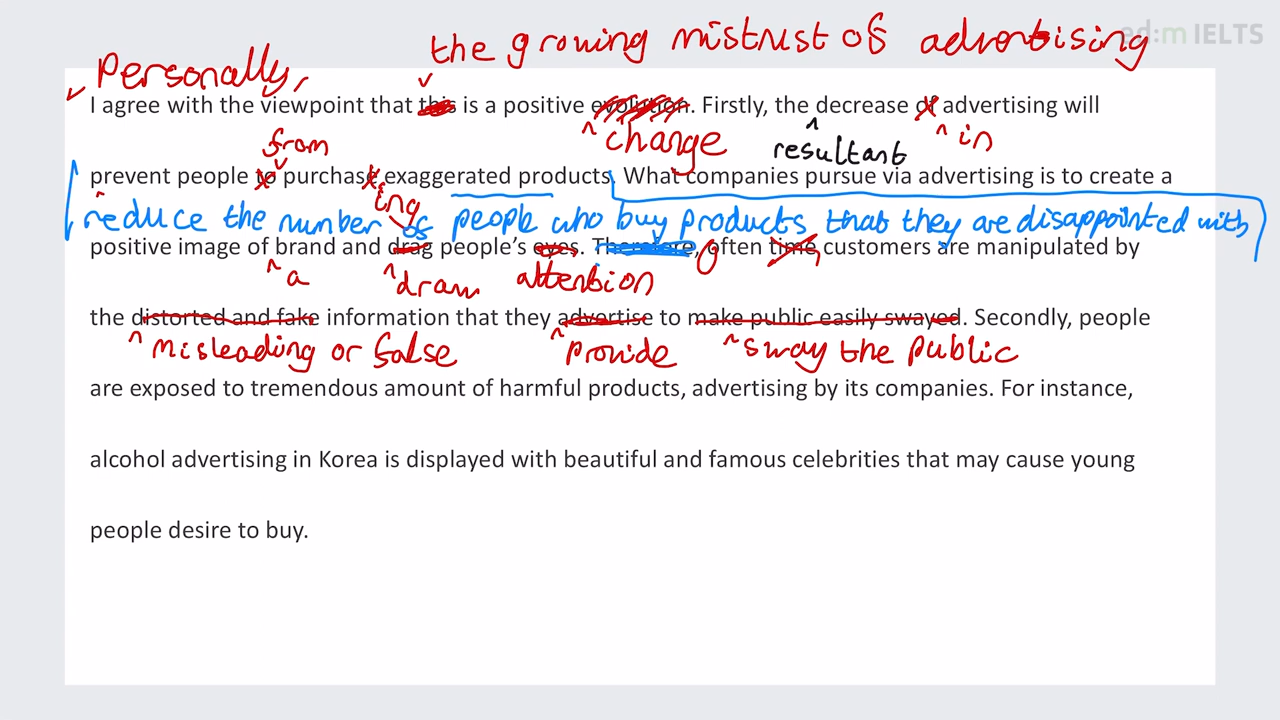 ed:m IELTS
the growing mistrust of advertising
Personally,
I agree with the viewpoint that this is a positive evolution. Firstly, the decrease of advertising will
from change resultant in
prevent people to purchase exaggerated products. What companies pursue via advertising is to create a
ing
reduce the number of people who buy products that they are disappointed with
positive image of brand and drag people's eyes. Therefore, often time customers are manipulated by
a draw attention O
the distorted and fake information that they advertise to make public easily swayed. Secondly, people
misleading or false provide sway the public
are exposed to tremendous amount of harmful products, advertising by its companies. For instance,
alcohol advertising in Korea is displayed with beautiful and famous celebrities that may cause young
people desire to buy.